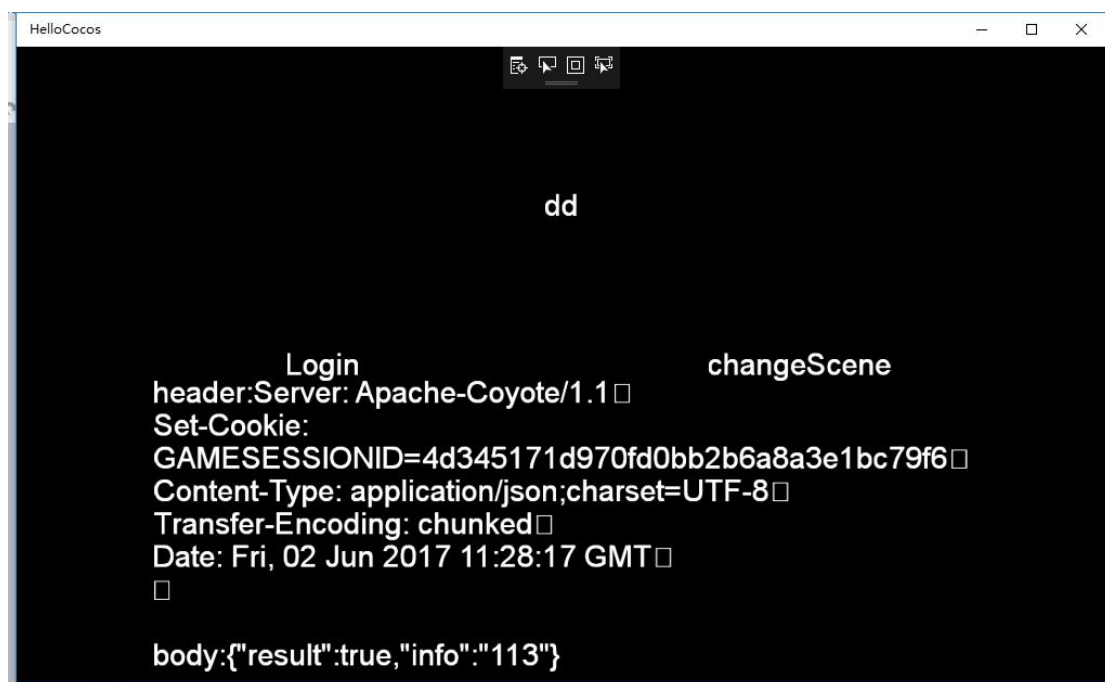 HelloCocos
dd
Login changeScene
header:Server: Apache-Coyote/1.1□
Set-Cookie:
GAMESESSIONID=4d345171d970fd0bb2b6a8a3e1bc79f6□
Content-Type: application/json;charset=UTF-8□
Transfer-Encoding: chunked□
Date: Fri, 02 Jun 2017 11:28:17 GMT□
□
body:{"result":true,"info":"113"}